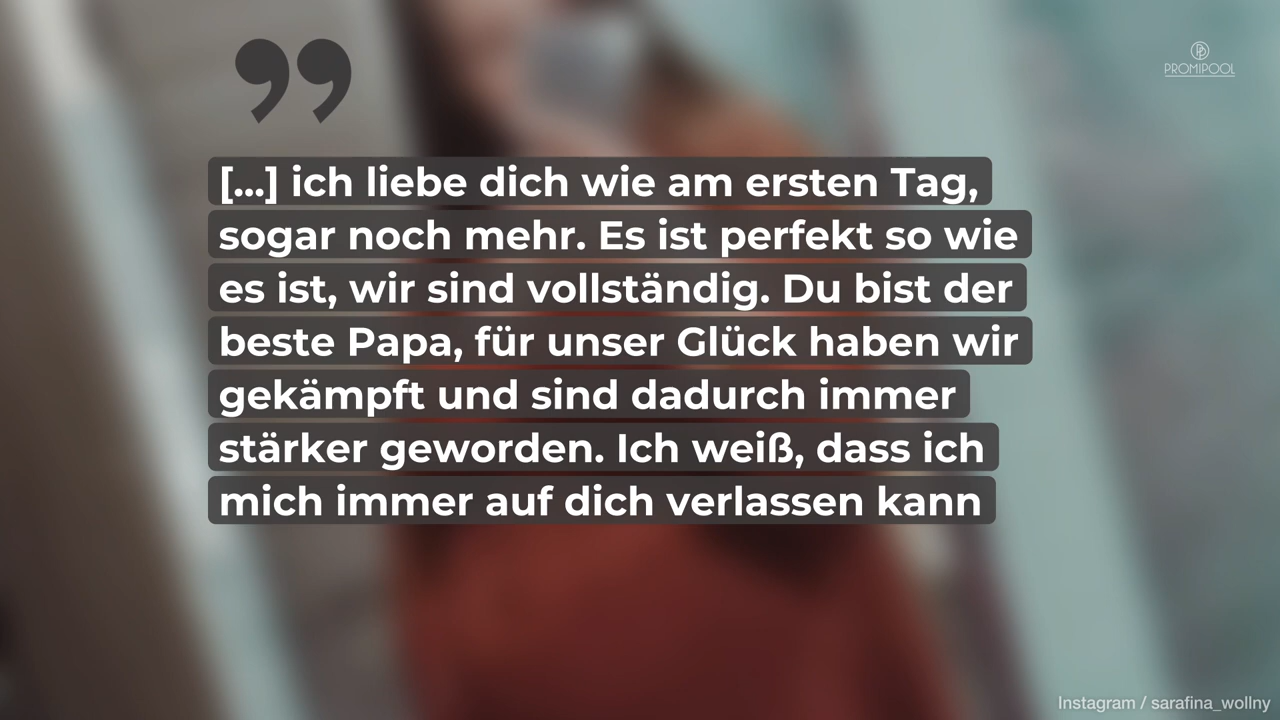 PROMIPOOL
[...] ich liebe dich wie am ersten Tag,
sogar noch mehr. Es ist perfekt so wie
es ist, wir sind vollständig. Du bist der
beste Papa, für unser Glück haben wir
gekämpft und sind dadurch immer
stärker geworden. Ich weiß, dass ich
mich immer auf dich verlassen kann
Instagram / sarafina_wollny